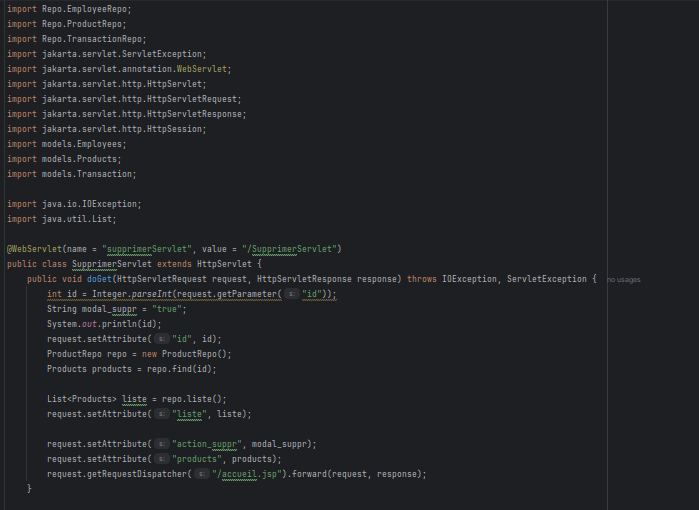 import Repo.EmployeeRepo;
import Repo.ProductRepo;
import Repo.TransactionRepo;
import jakarta.servlet.ServletException;
import jakarta.servlet.annotation.WebServlet;
import jakarta.servlet.http.HttpServlet;
import jakarta.servlet.http.HttpServletRequest;
import jakarta.servlet.http.HttpServletResponse;
import jakarta.servlet.http.HttpSession;
import models.Employees;
import models.Products;
import models.Transaction;
import java.io.IOException;
import java.util.List;
@WebServlet(name = "supprimerServlet", value = "/SupprimerServlet")
public class SupprimerServlet extends HttpServlet {
public void doGet(HttpServletRequest request, HttpServletResponse response) throws IOException, ServletException { no usages
int id = Integer.parseInt(request.getParameter( s: "id"));
String modal_suppr = "true";
System.out.println(id);
request.setAttribute( s: "id", id);
ProductRepo repo = new ProductRepo();
Products products = repo.find(id);
List<Products> liste = repo.liste();
request.setAttribute( s: "liste", liste);
request.setAttribute( s: "action_suppr", modal_suppr);
request.setAttribute( s: "products", products);
request.getRequestDispatcher( s: "/accueil.jsp").forward(request, response);
}